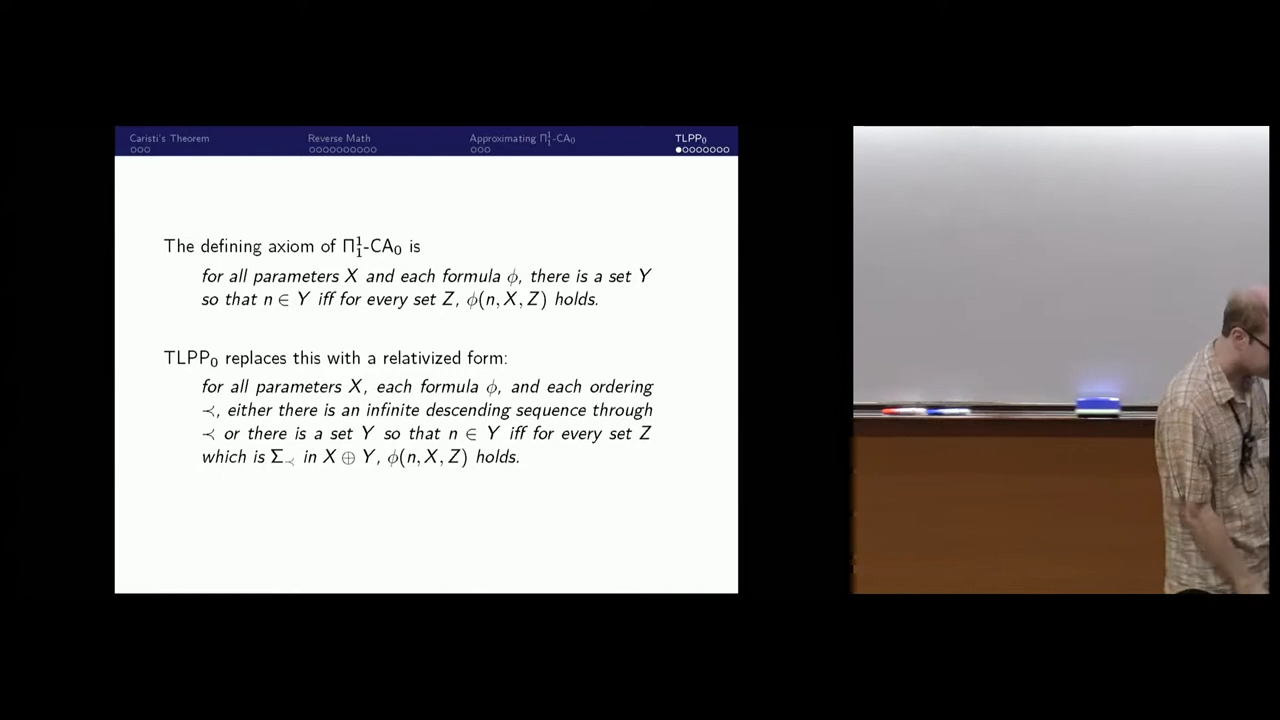 Caristi's Theorem Reverse Math Approximating Π¹₁-CA₀ TLPP₀
The defining axiom of Π¹₁-CA₀ is
for all parameters X and each formula ϕ, there is a set Y
so that n ∈ Y iff for every set Z, ϕ(n, X, Z) holds.
TLPP₀ replaces this with a relativized form:
for all parameters X, each formula ϕ, and each ordering
≺, either there is an infinite descending sequence through
≺ or there is a set Y so that n ∈ Y iff for every set Z
which is Σ≺ in X ⊕ Y, ϕ(n, X, Z) holds.